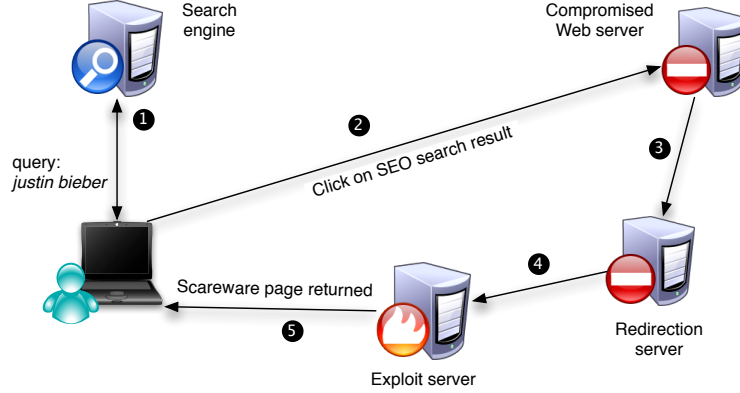 Search
engine
Compromised
Web server
1
2
query:
justin bieber
Click on SEO search result
3
4
Scareware page returned
5
Redirection
server
Exploit server